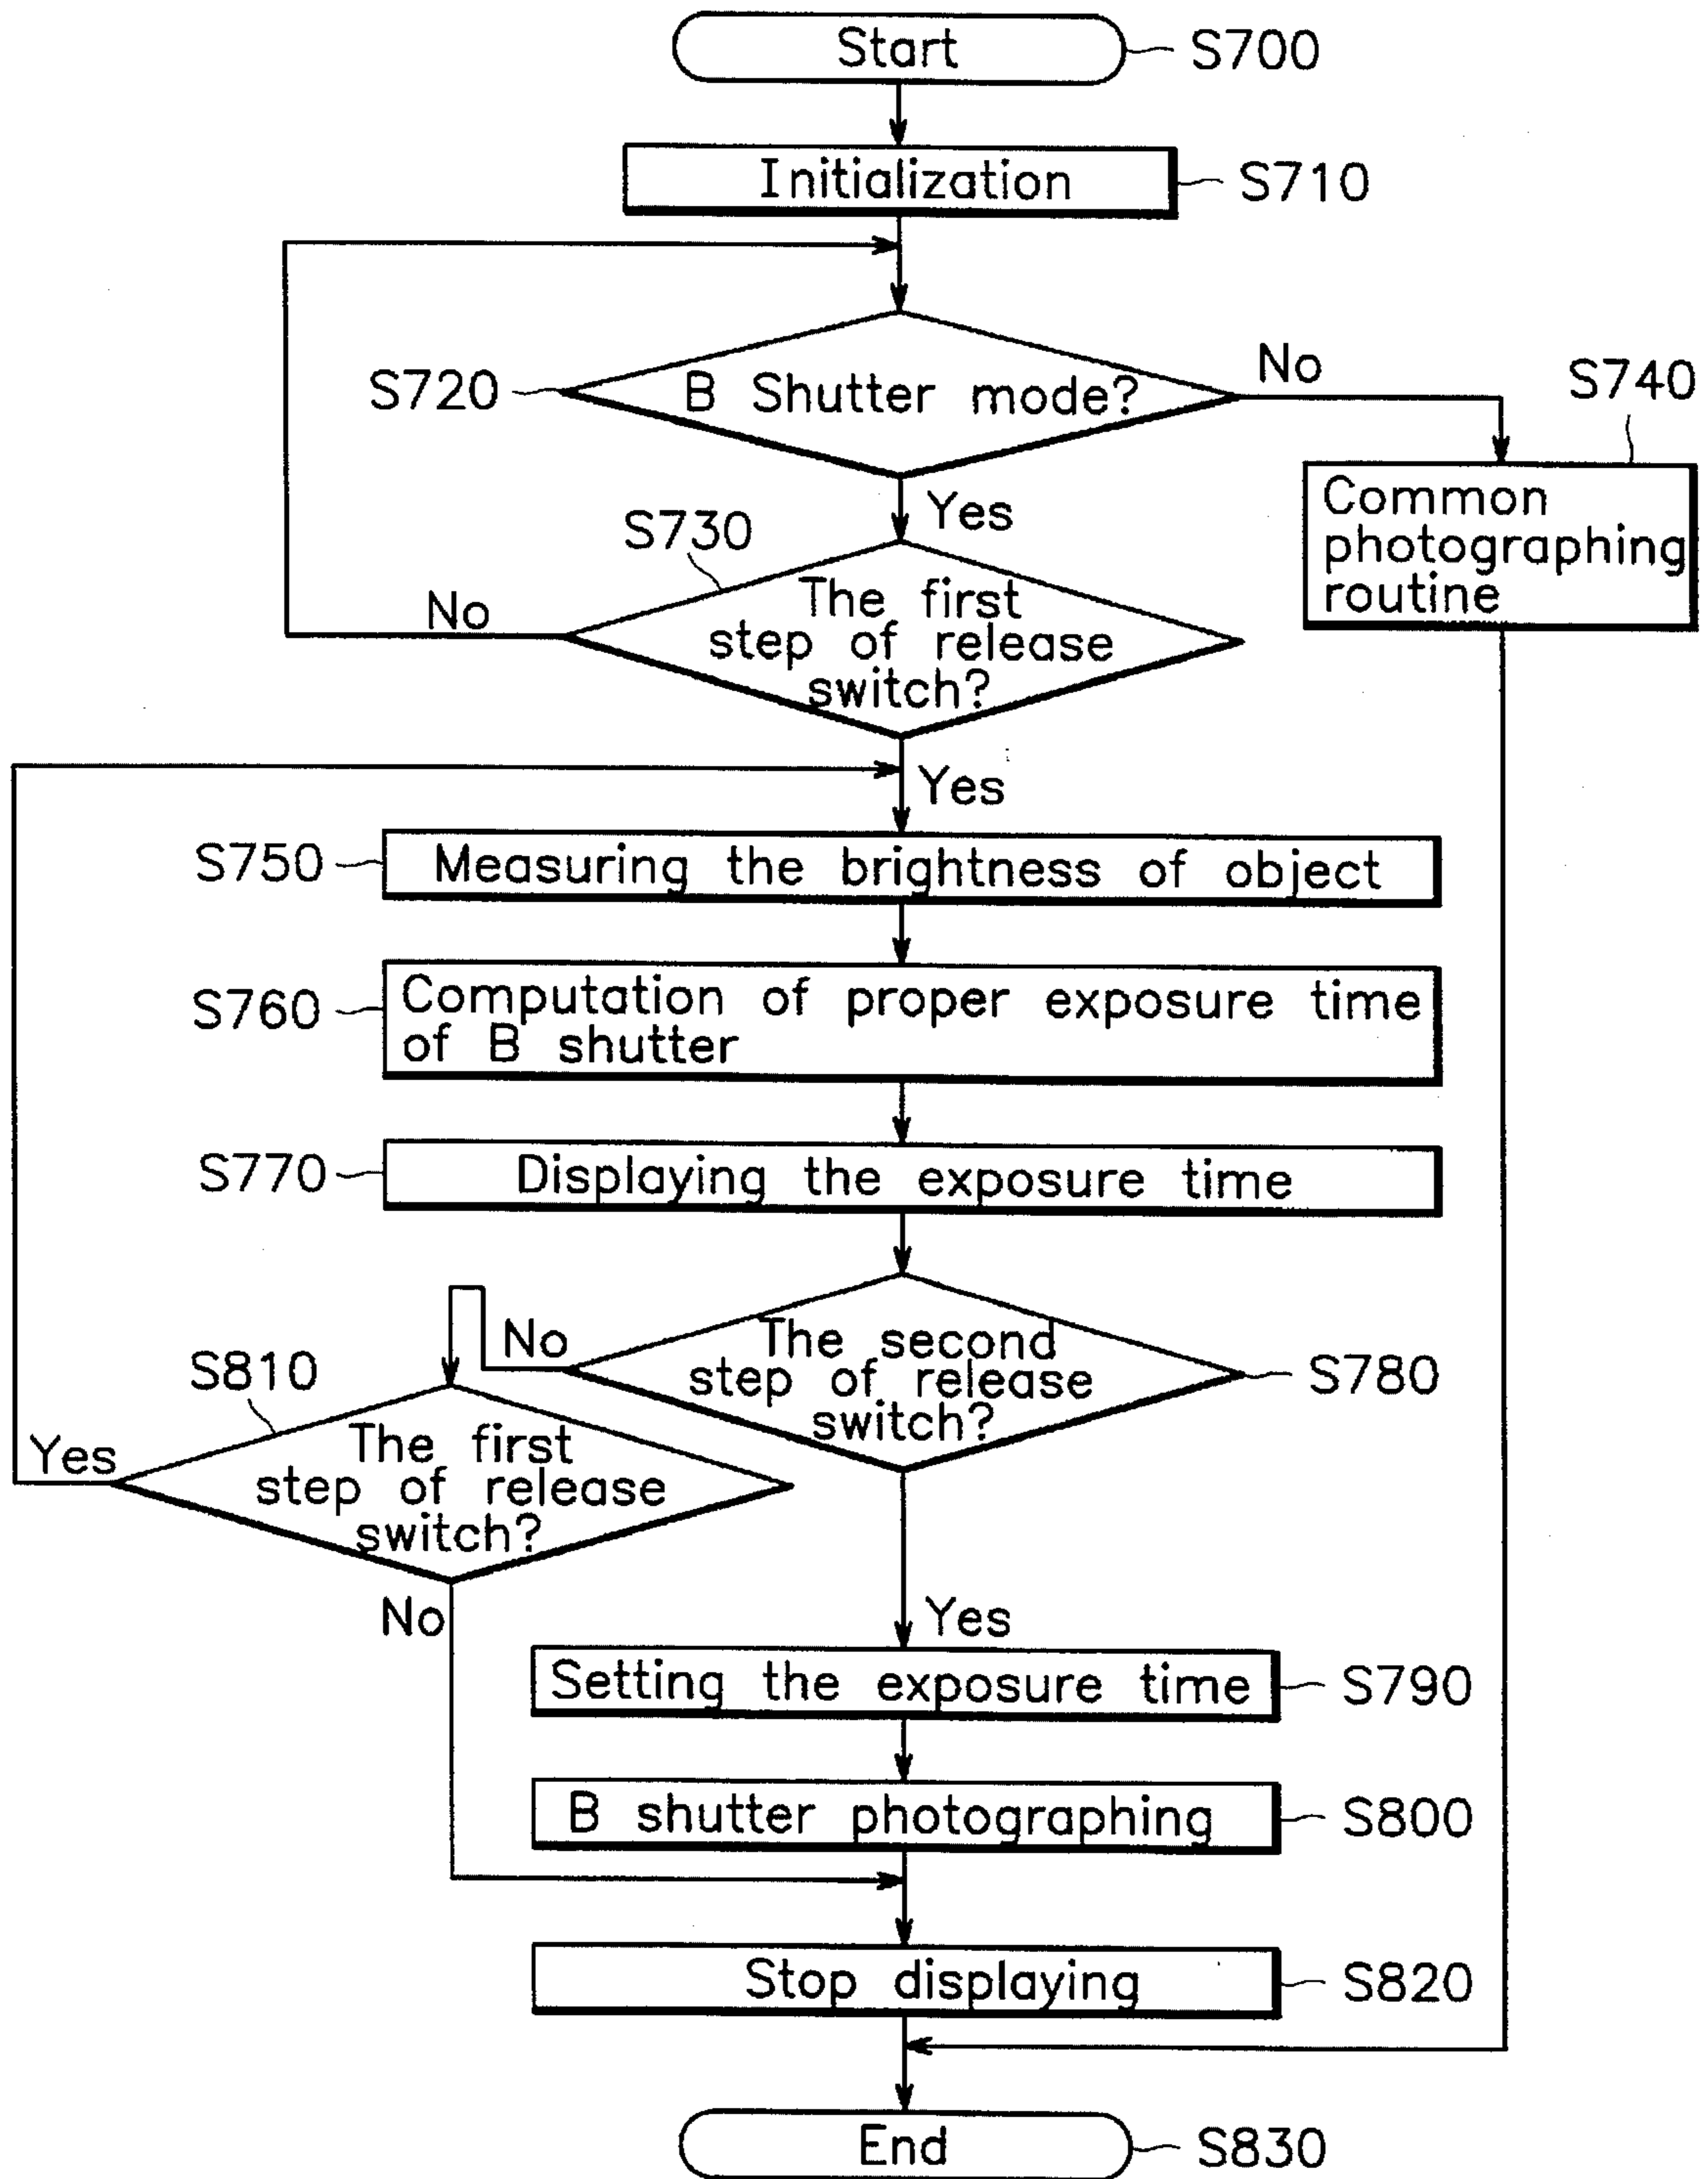 Start
S700
Initialization
S710
S720
B Shutter mode?
No
S740
Common
photographing
routine
Yes
S730
The first
step of release
switch?
No
Yes
S750
Measuring the brightness of object
S760
Computation of proper exposure time
of B shutter
S770
Displaying the exposure time
No
The second
step of release
switch?
S780
S810
Yes
The first
step of release
switch?
No
Yes
Setting the exposure time
S790
B shutter photographing
S800
Stop displaying
S820
End
S830